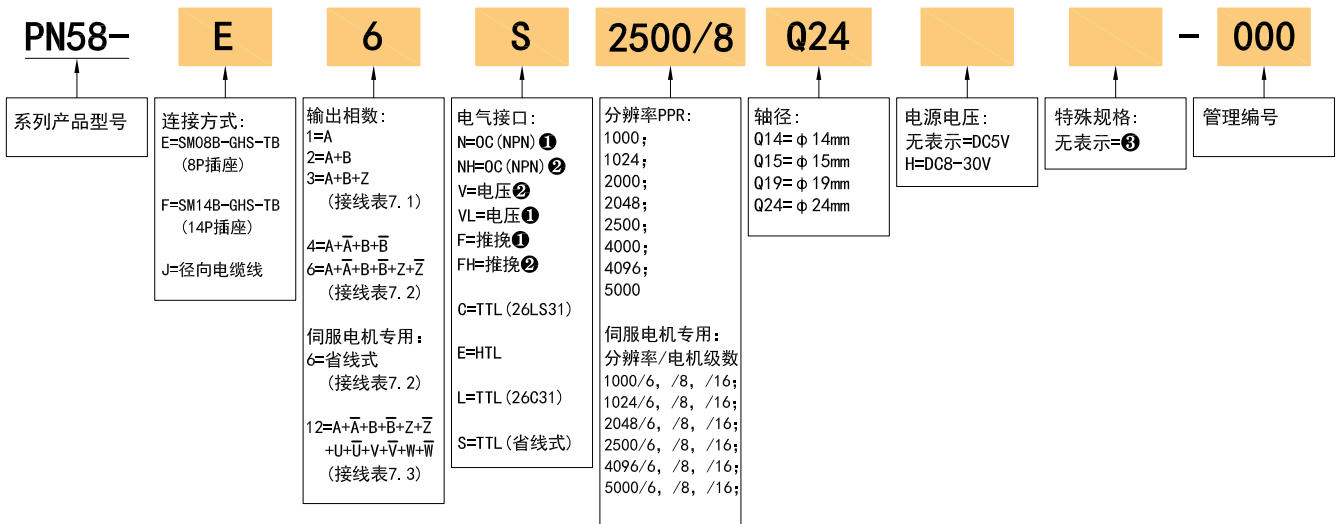 PN58- E 6 S 2500/8 Q24 - 000
系列产品型号
连接方式:
E=SM08B-GHS-TB
(8P插座)
F=SM14B-GHS-TB
(14P插座)
J=径向电缆线
输出相数:
1=A
2=A+B
3=A+B+Z
(接线表7.1)
4=A+A̅+B+B̅
6=A+A̅+B+B̅+Z+Z̅
(接线表7.2)
伺服电机专用:
6=省线式
(接线表7.2)
12=A+A̅+B+B̅+Z+Z̅
+U+U̅+V+V̅+W+W̅
(接线表7.3)
电气接口:
N=OC(NPN)❶
NH=OC(NPN)❷
V=电压❷
VL=电压❶
F=推挽❶
FH=推挽❷
C=TTL(26LS31)
E=HTL
L=TTL(26C31)
S=TTL(省线式)
分辨率PPR:
1000;
1024;
2000;
2048;
2500;
4000;
4096;
5000
伺服电机专用:
分辨率/电机级数
1000/6, /8, /16;
1024/6, /8, /16;
2048/6, /8, /16;
2500/6, /8, /16;
4096/6, /8, /16;
5000/6, /8, /16;
轴径:
Q14=φ14mm
Q15=φ15mm
Q19=φ19mm
Q24=φ24mm
电源电压:
无表示=DC5V
H=DC8-30V
特殊规格:
无表示=❸
管理编号